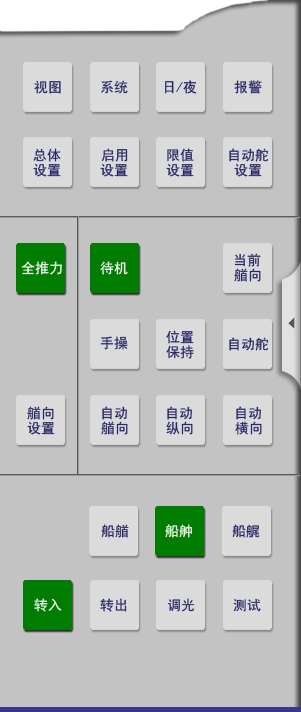 视图
系统
日/夜
报警
总体
设置
启用
设置
限值
设置
自动舵
设置
全推力
待机
当前
艏向
手操
位置
保持
自动舵
艏向
设置
自动
艏向
自动
纵向
自动
横向
船艏
船舯
船艉
转入
转出
调光
测试